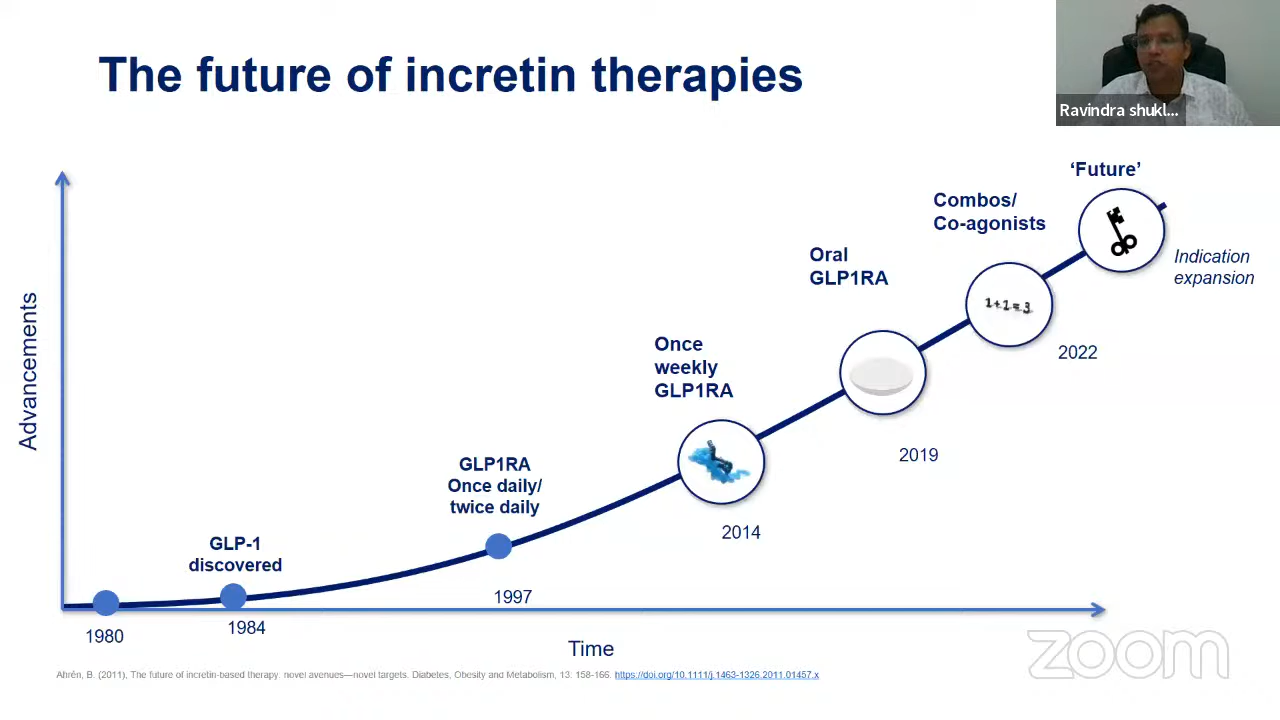 The future of incretin therapies
Ravindra shukl...
'Future'
Combos/
Co-agonists
Indication
expansion
Oral
GLP1RA
1+1=3
2022
Once
weekly
GLP1RA
2019
GLP1RA
Once daily/
twice daily
2014
GLP-1
discovered
1997
1984
1980
Advancements
Time
zoom
Ahrén, B. (2011), The future of incretin-based therapy: novel avenues—novel targets. Diabetes, Obesity and Metabolism, 13: 158-166. https://doi.org/10.1111/j.1463-1326.2011.01457.x